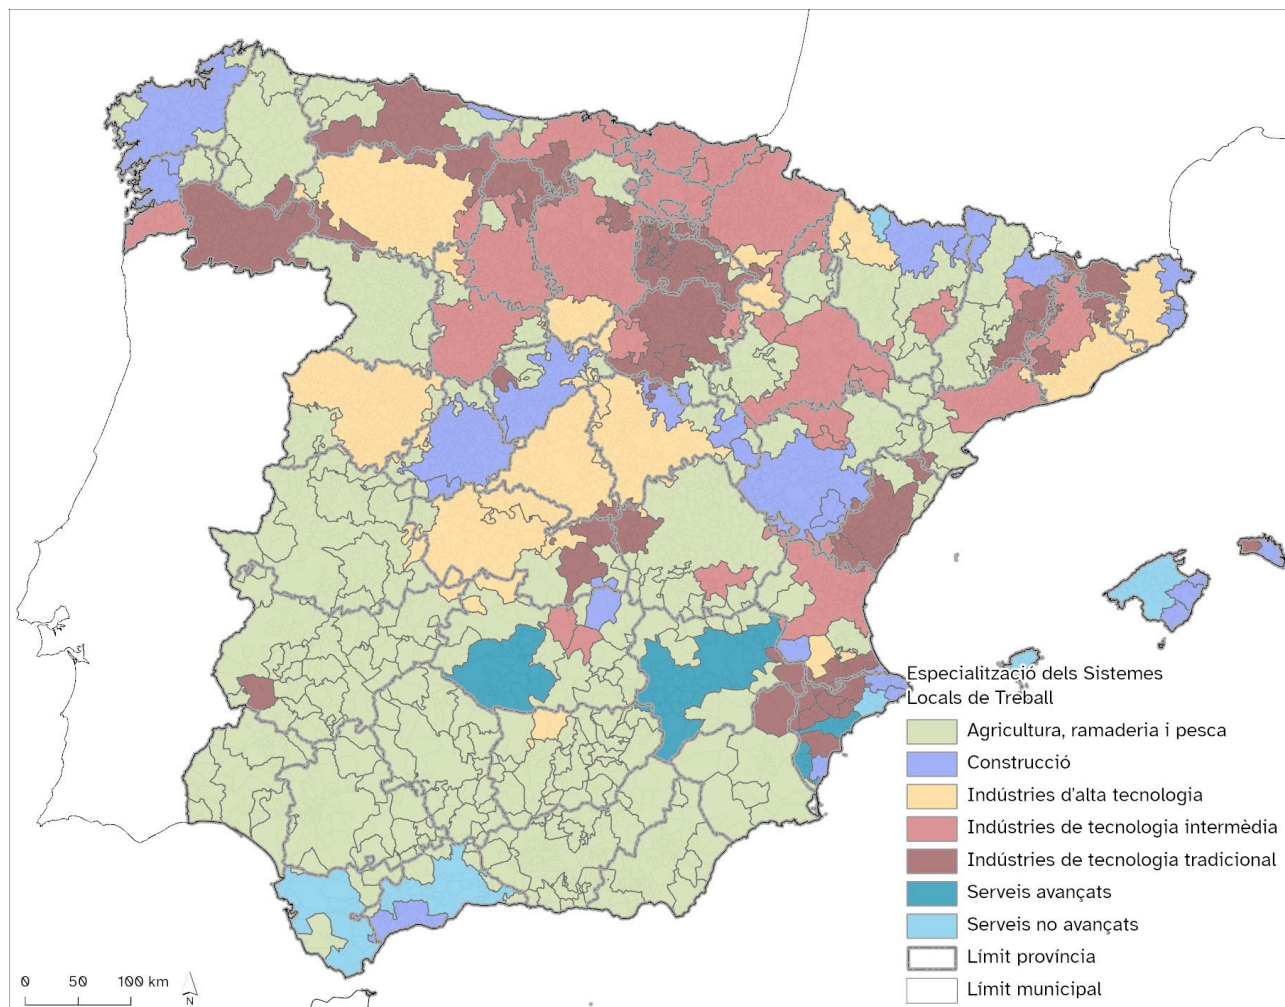 Especialització dels Sistemes
Locals de Treball
Agricultura, ramaderia i pesca
Construcció
Indústries d'alta tecnologia
Indústries de tecnologia intermèdia
Indústries de tecnologia tradicional
Serveis avançats
Serveis no avançats
Límit província
Límit municipal
0 50 100 km
N